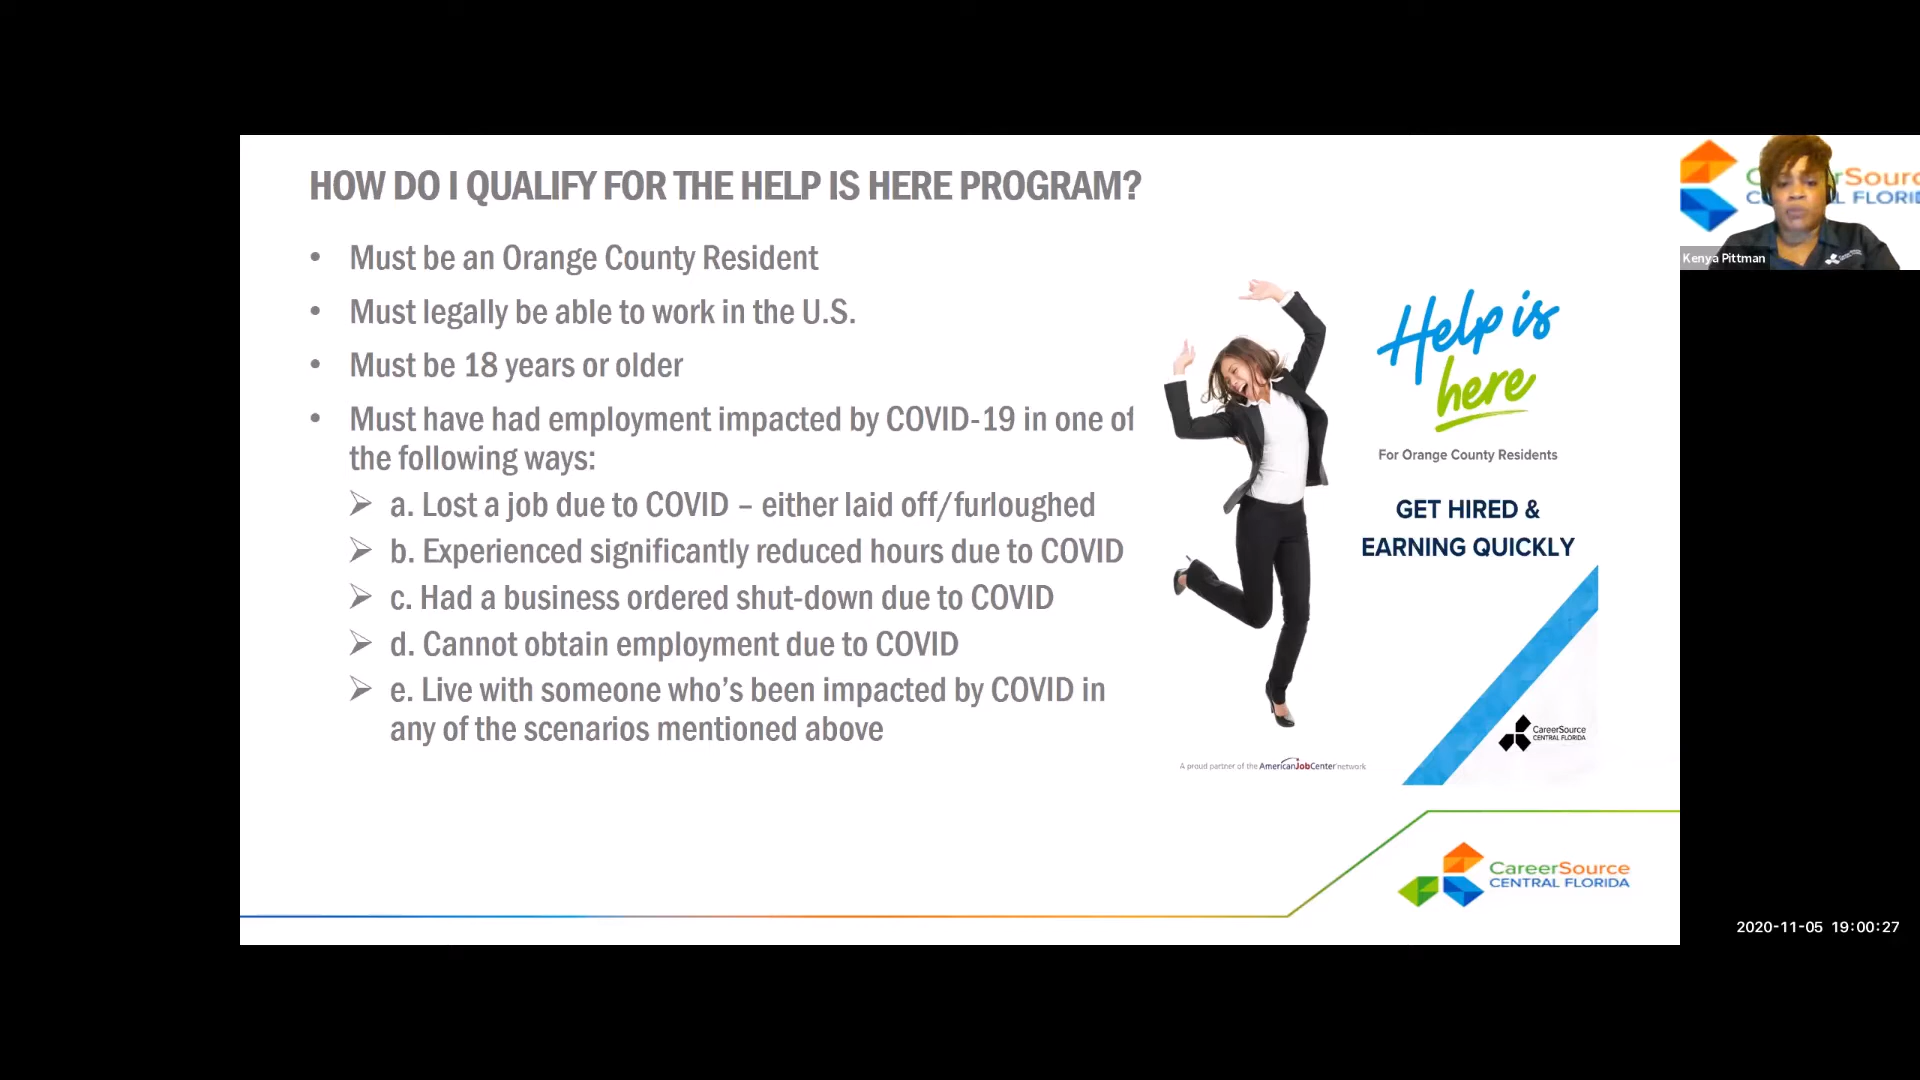 HOW DO I QUALIFY FOR THE HELP IS HERE PROGRAM?
• Must be an Orange County Resident
• Must legally be able to work in the U.S.
• Must be 18 years or older
• Must have had employment impacted by COVID-19 in one of
the following ways:
➢ a. Lost a job due to COVID – either laid off/furloughed
➢ b. Experienced significantly reduced hours due to COVID
➢ c. Had a business ordered shut-down due to COVID
➢ d. Cannot obtain employment due to COVID
➢ e. Live with someone who's been impacted by COVID in
any of the scenarios mentioned above
Help is
here
For Orange County Residents
GET HIRED &
EARNING QUICKLY
CareerSource
CENTRAL FLORIDA
A proud partner of the AmericanJobCenter network
CareerSource
CENTRAL FLORIDA
Kenya Pittman
2020-11-05 19:00:27